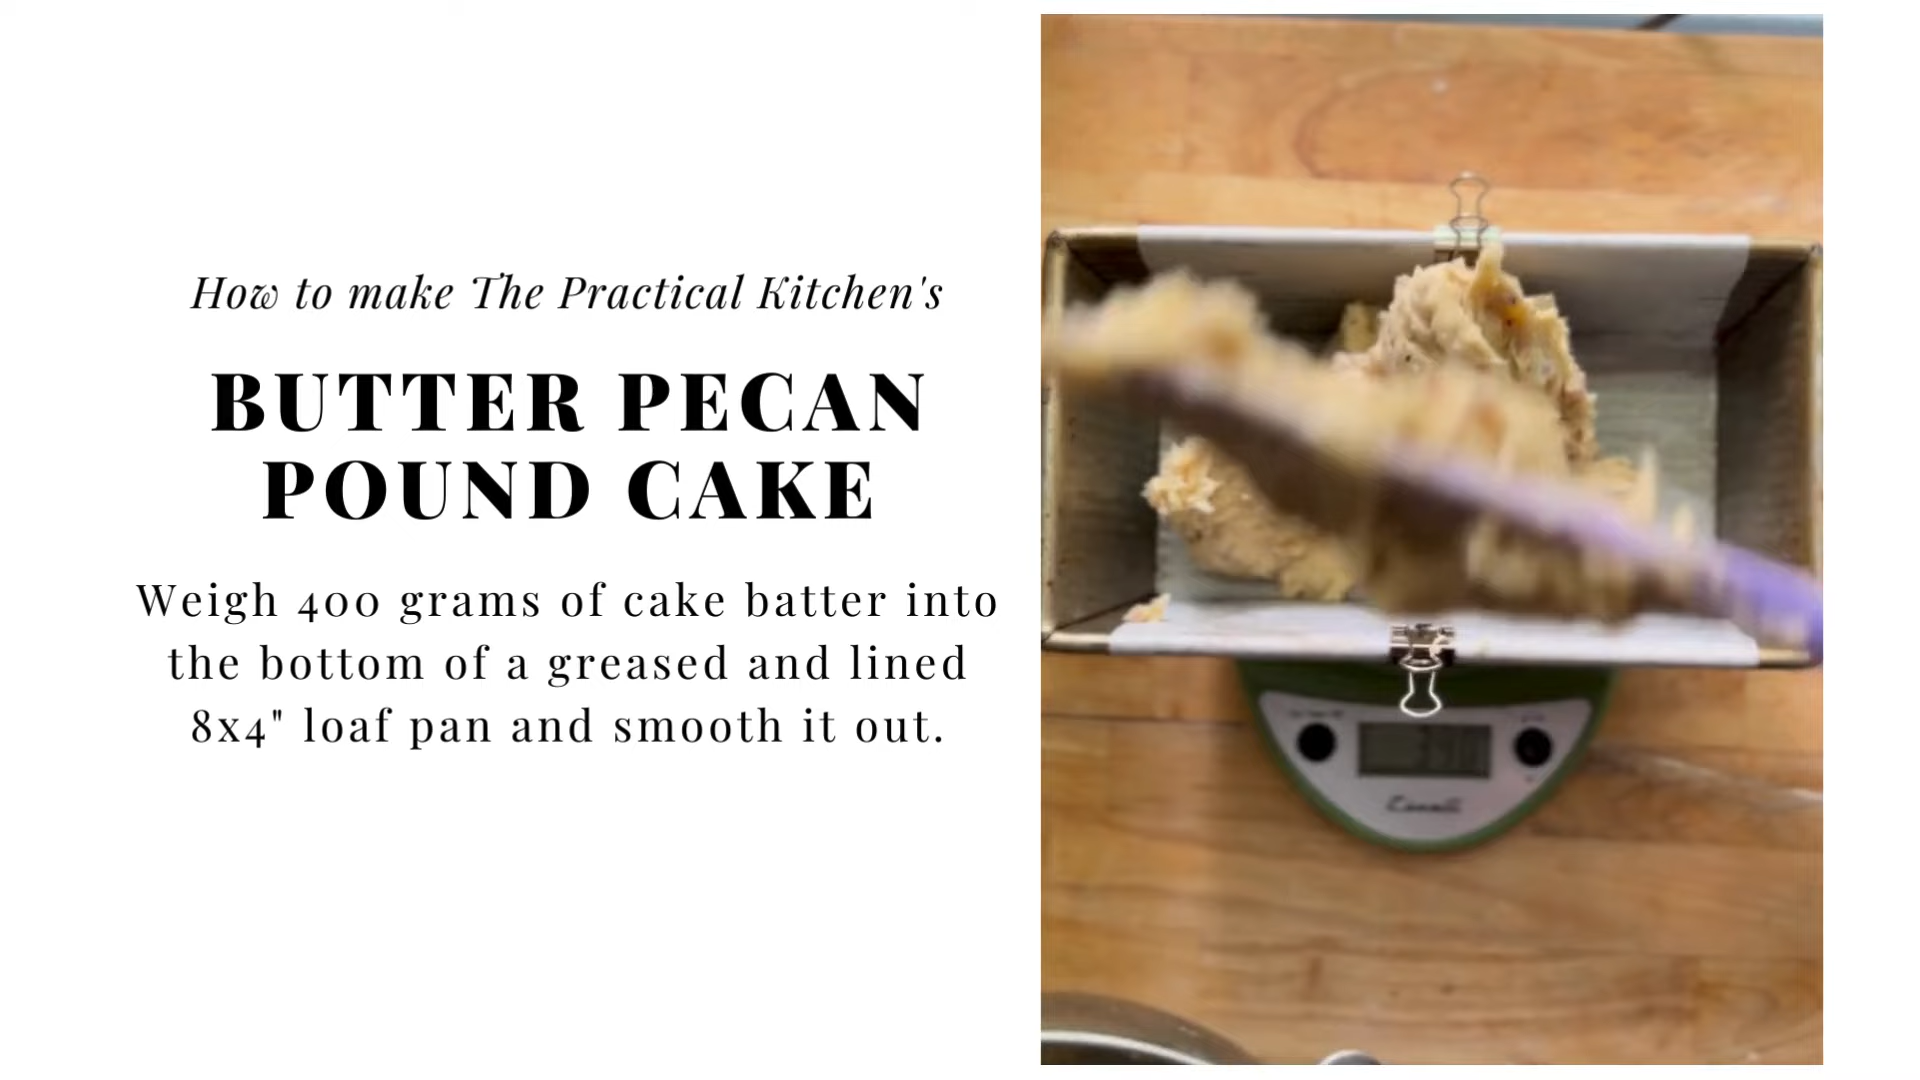 How to make The Practical Kitchen's
BUTTER PECAN
POUND CAKE
Weigh 400 grams of cake batter into
the bottom of a greased and lined
8x4" loaf pan and smooth it out.